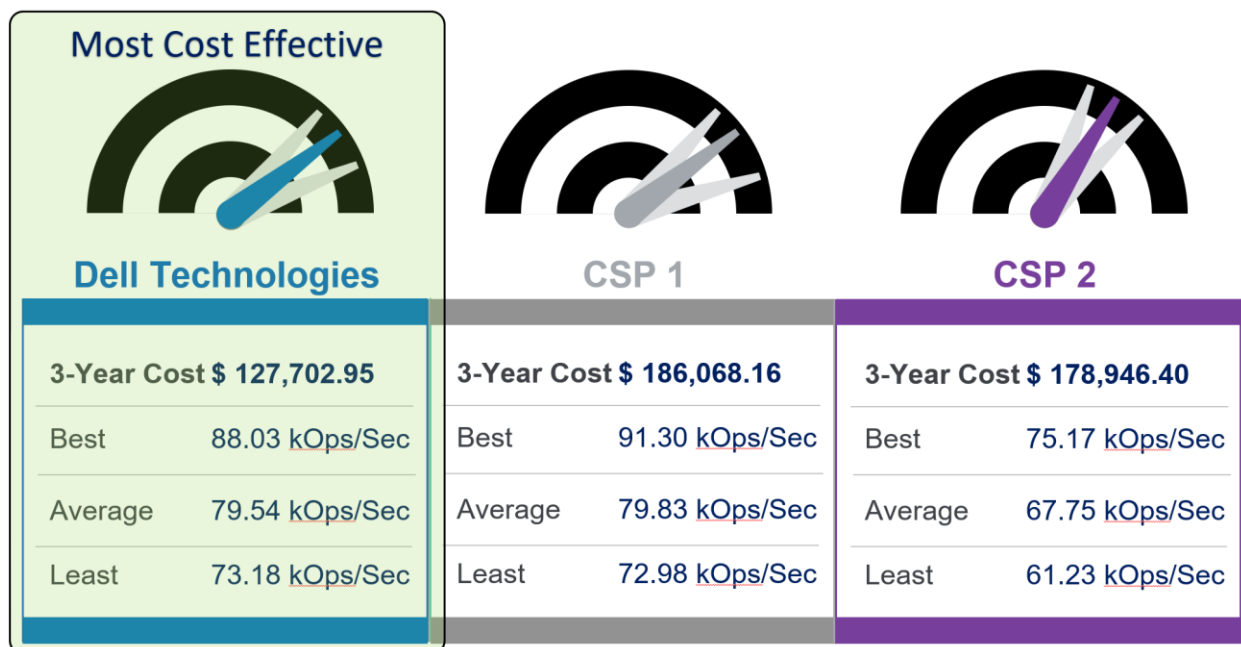 Most Cost Effective
Dell Technologies
3-Year Cost $ 127,702.95
Best 88.03 kOps/Sec
Average 79.54 kOps/Sec
Least 73.18 kOps/Sec
CSP 1
3-Year Cost $ 186,068.16
Best 91.30 kOps/Sec
Average 79.83 kOps/Sec
Least 72.98 kOps/Sec
CSP 2
3-Year Cost $ 178,946.40
Best 75.17 kOps/Sec
Average 67.75 kOps/Sec
Least 61.23 kOps/Sec